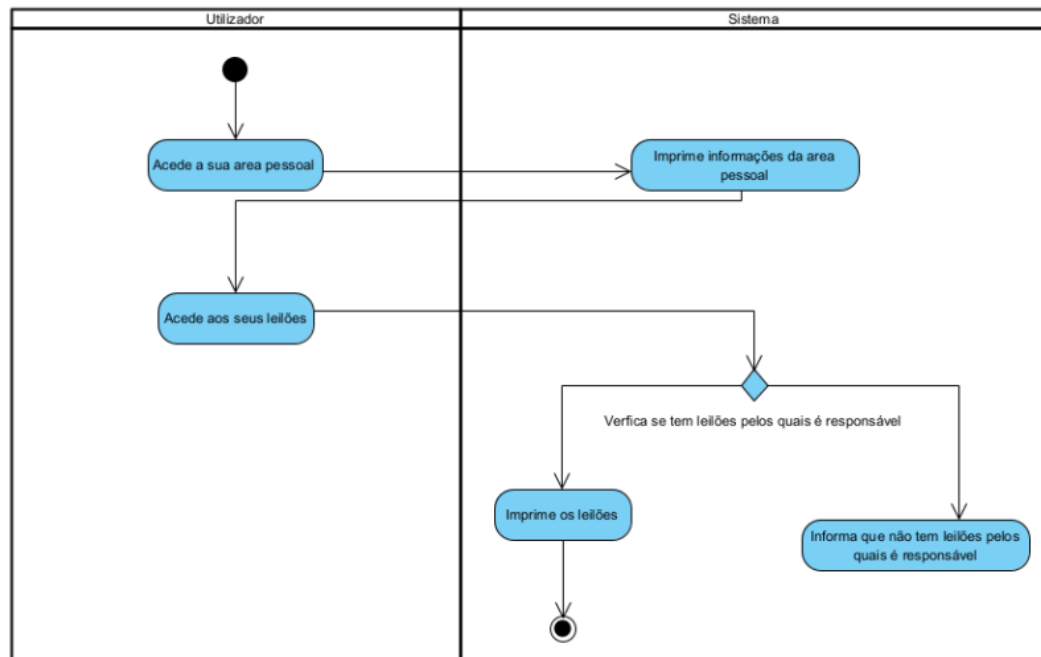 Utilizador
Sistema
Acede a sua area pessoal
Imprime informações da area
pessoal
Acede aos seus leilões
Verfica se tem leilões pelos quais é responsável
Imprime os leilões
Informa que não tem leilões pelos
quais é responsável